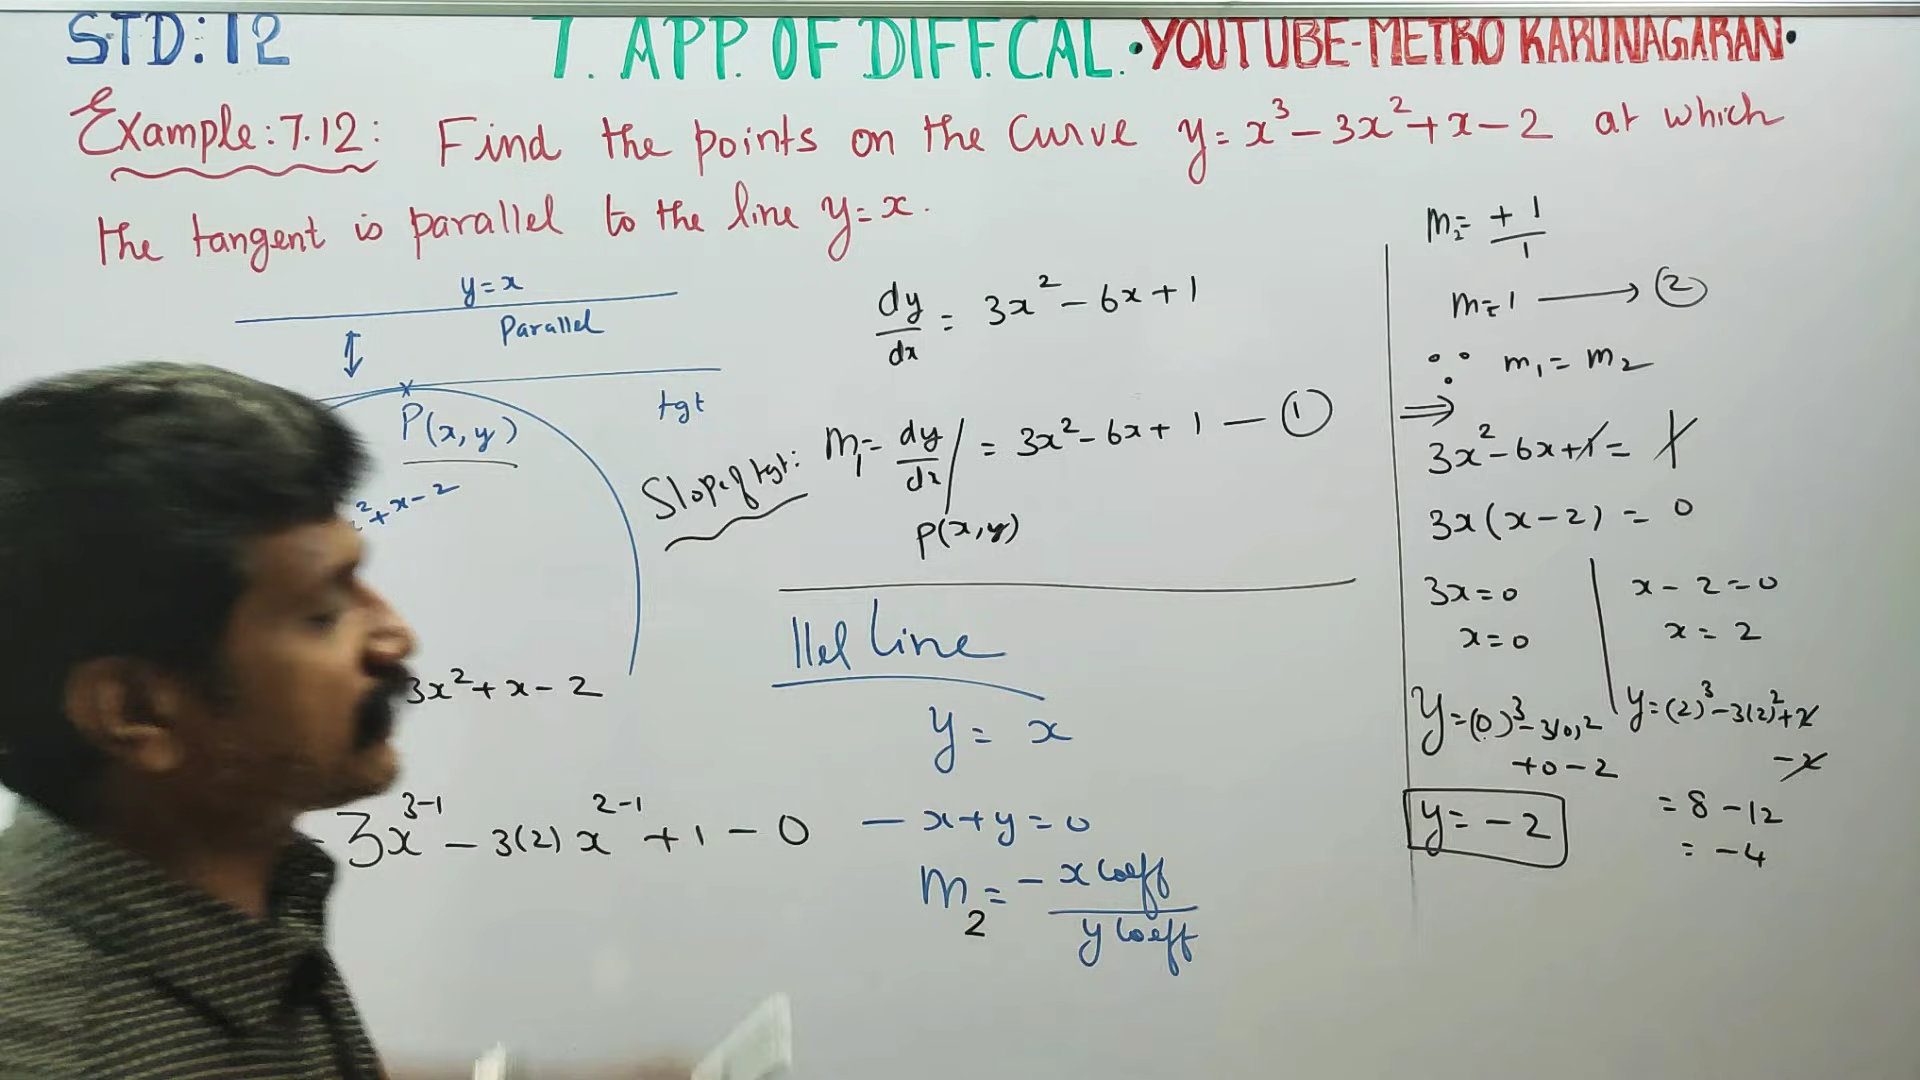 STD:12 7. APP. OF DIFF.CAL. •YOUTUBE-METRO KARUNAGARAN•
Example:7.12: Find the points on the curve y=x³-3x²+x-2 at which
the tangent is parallel to the line y=x.
y=x
Parallel
tgt
P(x,y)
²+x-2
3x²+x-2
3x³⁻¹-3(2)x²⁻¹+1-0
dy/dx = 3x²-6x+1
Slope of tgt: m₁=dy/dx| = 3x²-6x+1 — ①
P(x,y)
llel line
y= x
-x+y=0
m₂= - x coeff / y coeff
m₂= +1/1
m₂=1 → ②
∴ m₁=m₂
⇒
3x²-6x+1=1
3x(x-2)=0
3x=0
x=0
y=(0)³-3(0)²
+0-2
y=-2
x-2=0
x=2
y=(2)³-3(2)²+2
-2
=8-12
=-4